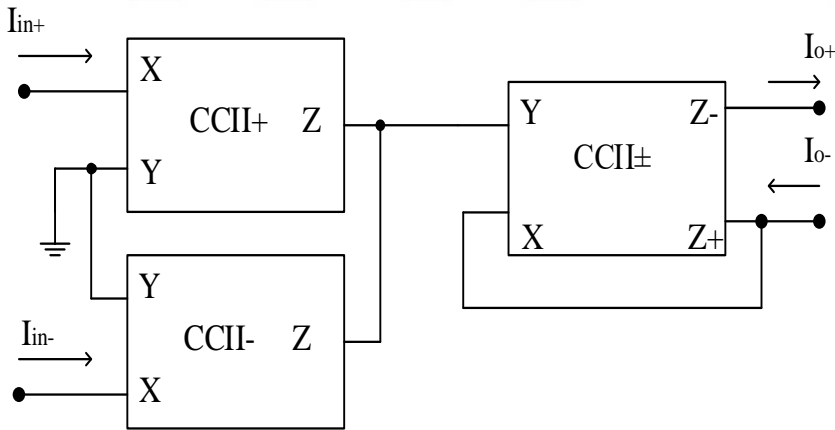 Iin+
X
CCII+ Z
Y
Y
CCII- Z
Iin-
X
Y Z-
CCII±
X Z+
Io+
Io-